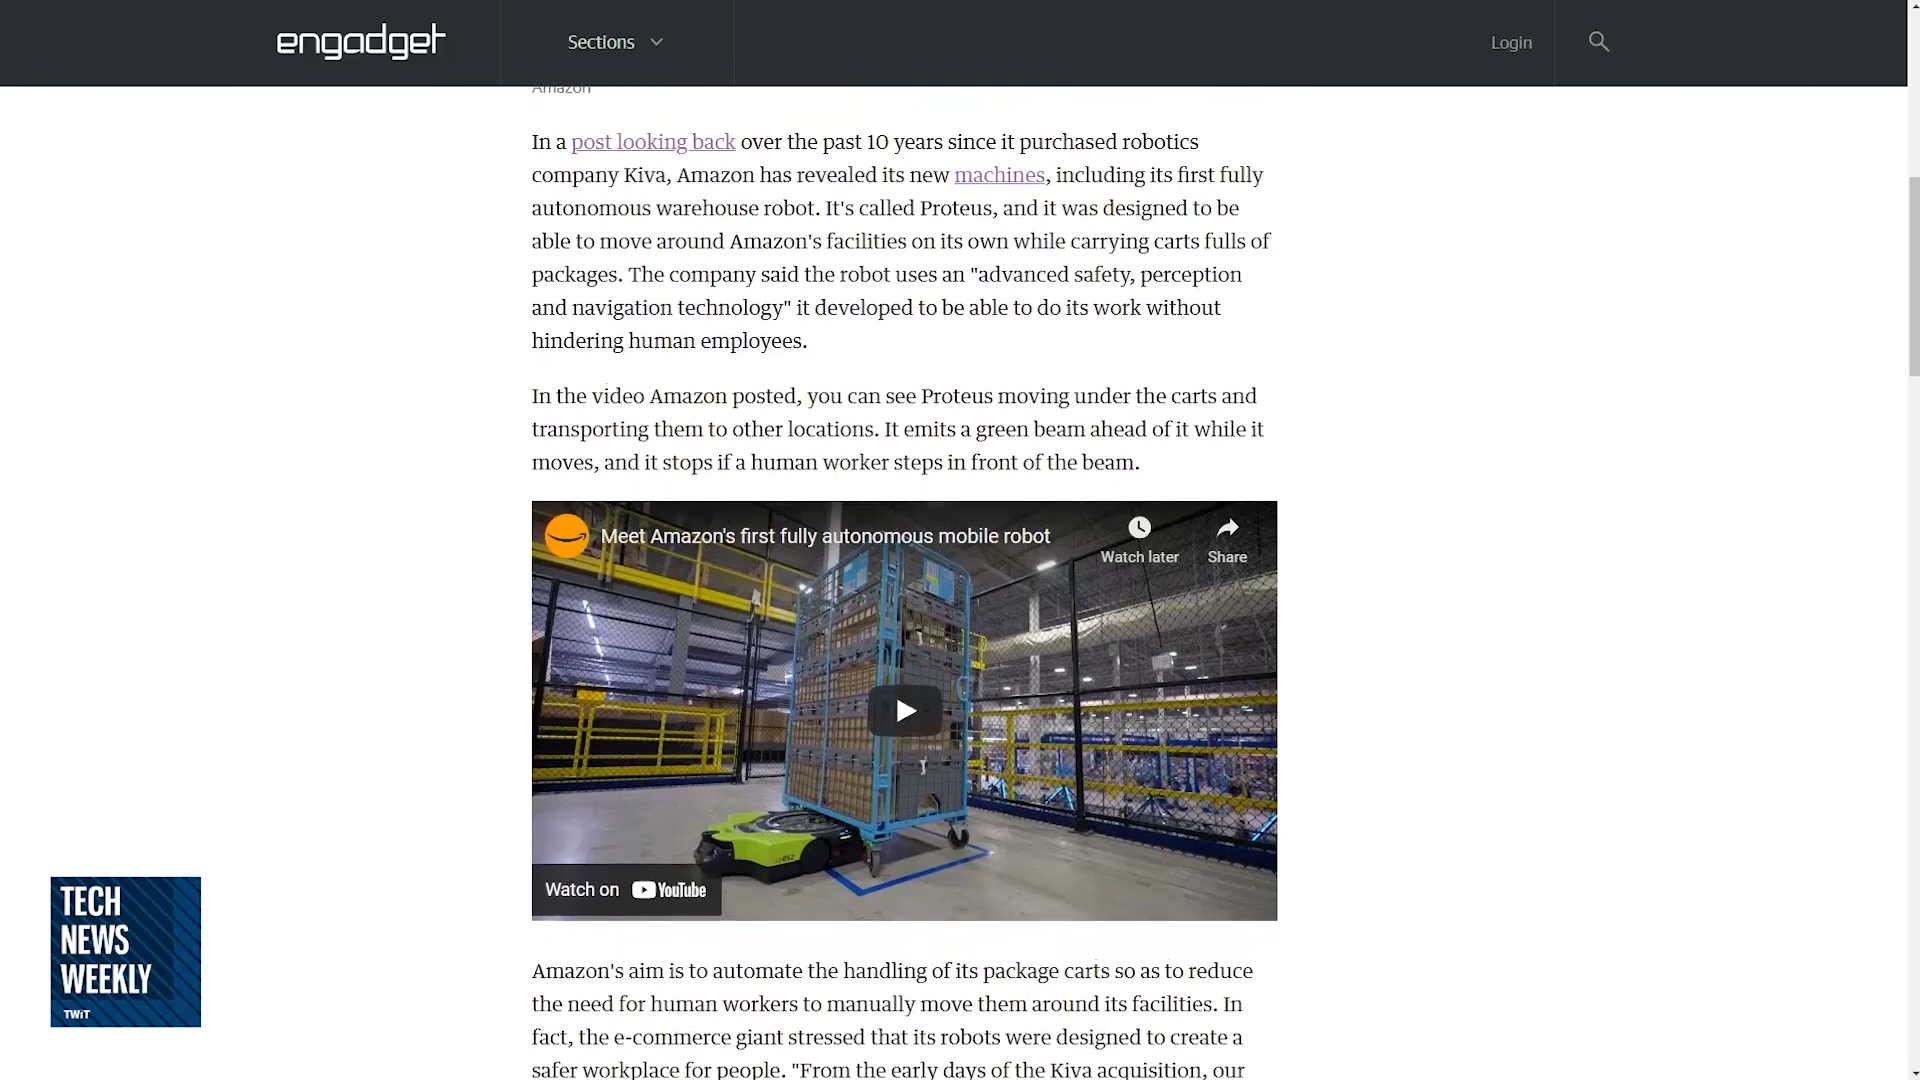 engadget
Sections
Login
Amazon
In a post looking back over the past 10 years since it purchased robotics
company Kiva, Amazon has revealed its new machines, including its first fully
autonomous warehouse robot. It's called Proteus, and it was designed to be
able to move around Amazon's facilities on its own while carrying carts fulls of
packages. The company said the robot uses an "advanced safety, perception
and navigation technology" it developed to be able to do its work without
hindering human employees.
In the video Amazon posted, you can see Proteus moving under the carts and
transporting them to other locations. It emits a green beam ahead of it while it
moves, and it stops if a human worker steps in front of the beam.
Meet Amazon's first fully autonomous mobile robot
Watch later
Share
Watch on YouTube
Amazon's aim is to automate the handling of its package carts so as to reduce
the need for human workers to manually move them around its facilities. In
fact, the e-commerce giant stressed that its robots were designed to create a
safer workplace for people. "From the early days of the Kiva acquisition, our
TECH
NEWS
WEEKLY
TWiT